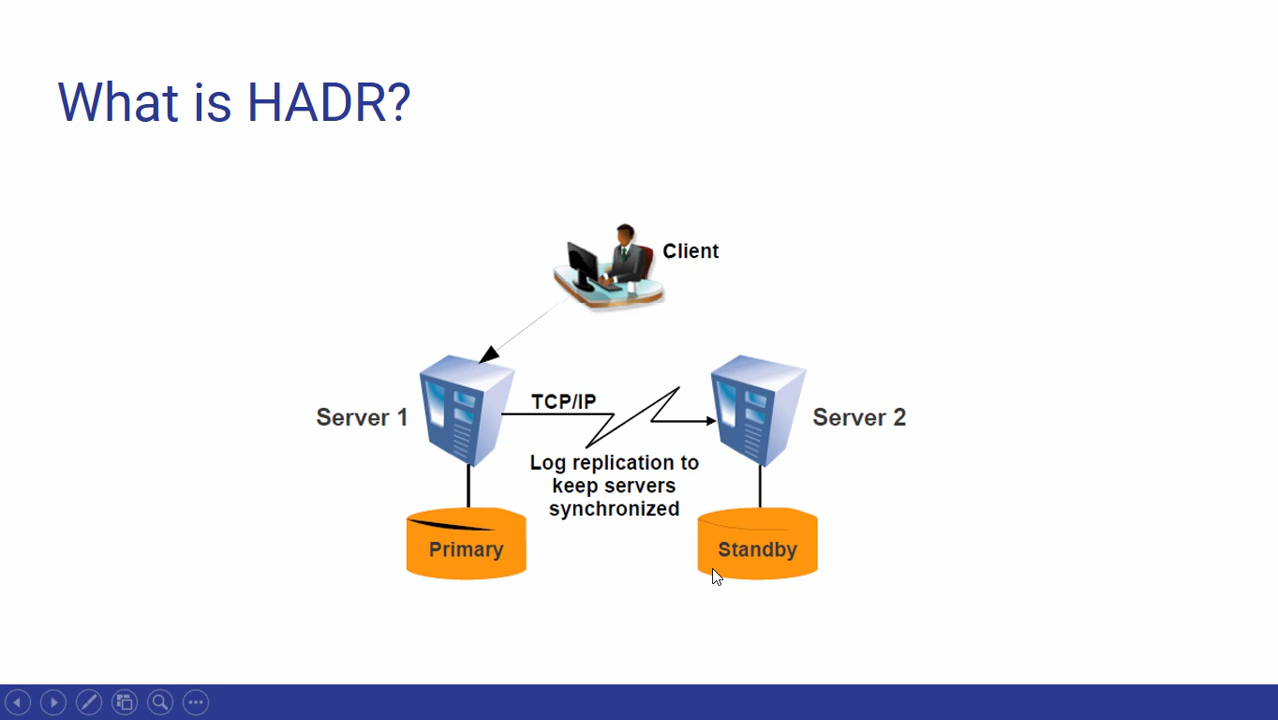 What is HADR?
Client
Server 1
TCP/IP
Server 2
Log replication to
keep servers
synchronized
Primary
Standby